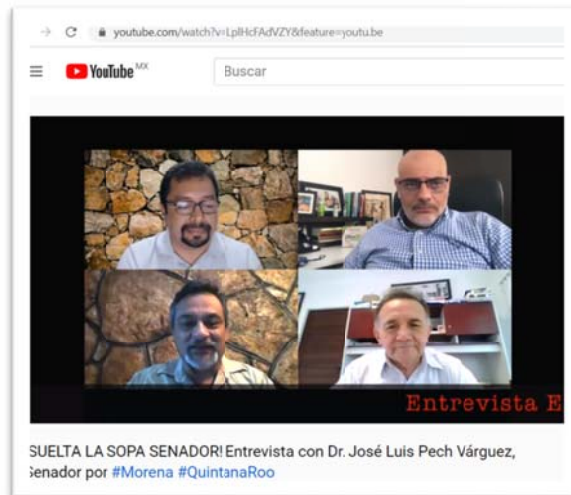 youtube.com/watch?v=LplHcFAdVZY&feature=youtu.be
YouTube MX
Buscar
Entrevista E
SUELTA LA SOPA SENADOR! Entrevista con Dr. José Luis Pech Várguez,
Senador por #Morena #QuintanaRoo